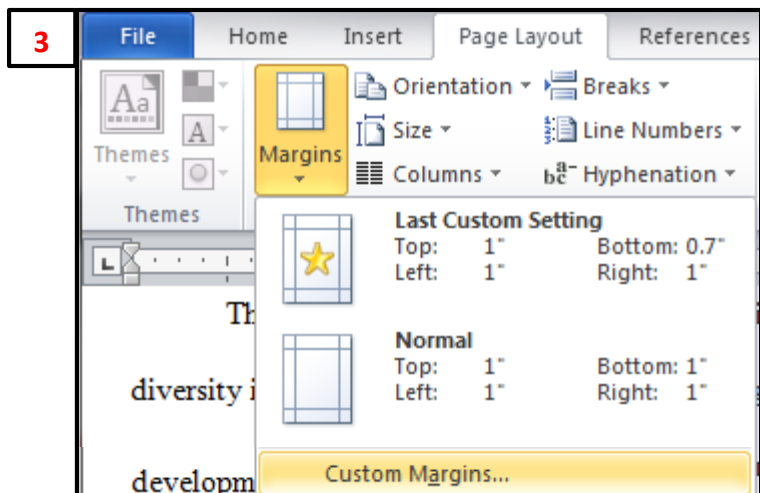 3
File Home Insert Page Layout References
Aa Orientation Breaks
A Size Line Numbers
Themes Margins Columns Hyphenation
Themes
Last Custom Setting
Top: 1" Bottom: 0.7"
Left: 1" Right: 1"
Normal
Top: 1" Bottom: 1"
Left: 1" Right: 1"
Custom Margins...
Th
diversity i
developm